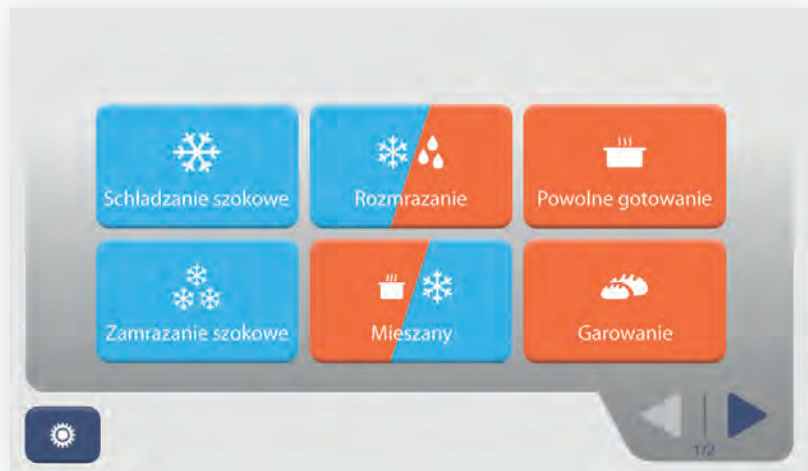 Schladzanie szokowe
Rozmrazanie
Powolne gotowanie
Zamrazanie szokowe
Mieszany
Garowanie
1/2